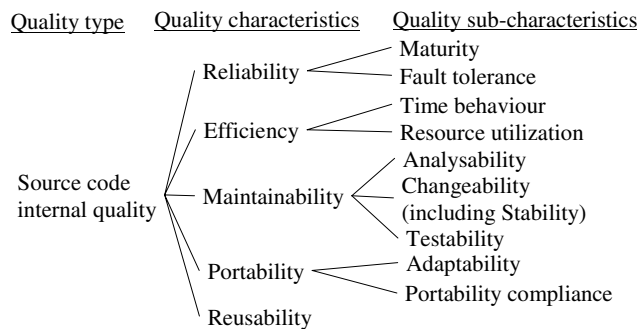 Quality type Quality characteristics Quality sub-characteristics
Maturity
Reliability
Fault tolerance
Time behaviour
Efficiency
Resource utilization
Analysability
Source code
internal quality
Maintainability
Changeability
(including Stability)
Testability
Adaptability
Portability
Portability compliance
Reusability